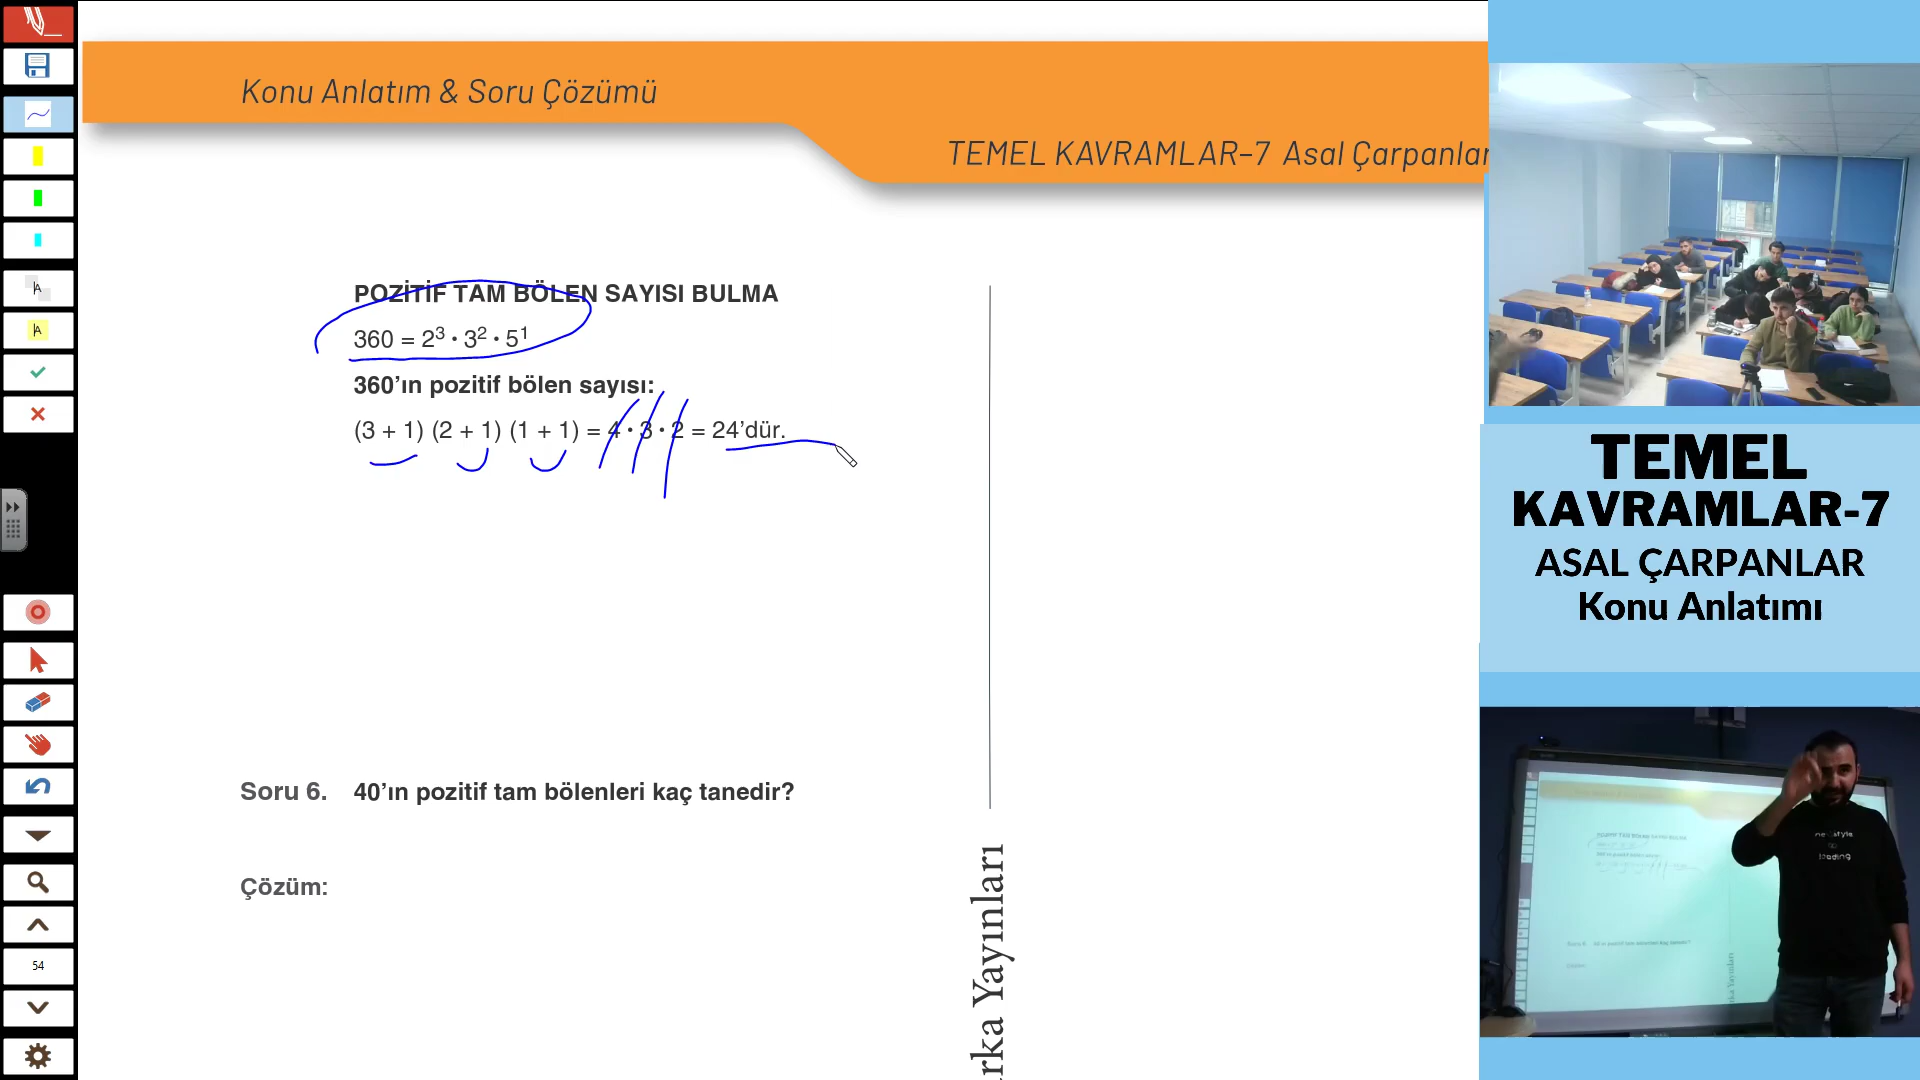 Konu Anlatım & Soru Çözümü
TEMEL KAVRAMLAR-7 Asal Çarpanlar
POZİTİF TAM BÖLEN SAYISI BULMA
360 = 2³ · 3² · 5¹
360’ın pozitif bölen sayısı:
(3 + 1) (2 + 1) (1 + 1) = 4 · 3 · 2 = 24’dür.
Soru 6. 40’ın pozitif tam bölenleri kaç tanedir?
Çözüm:
rka Yayınları
54
TEMEL
KAVRAMLAR-7
ASAL ÇARPANLAR
Konu Anlatımı
loading